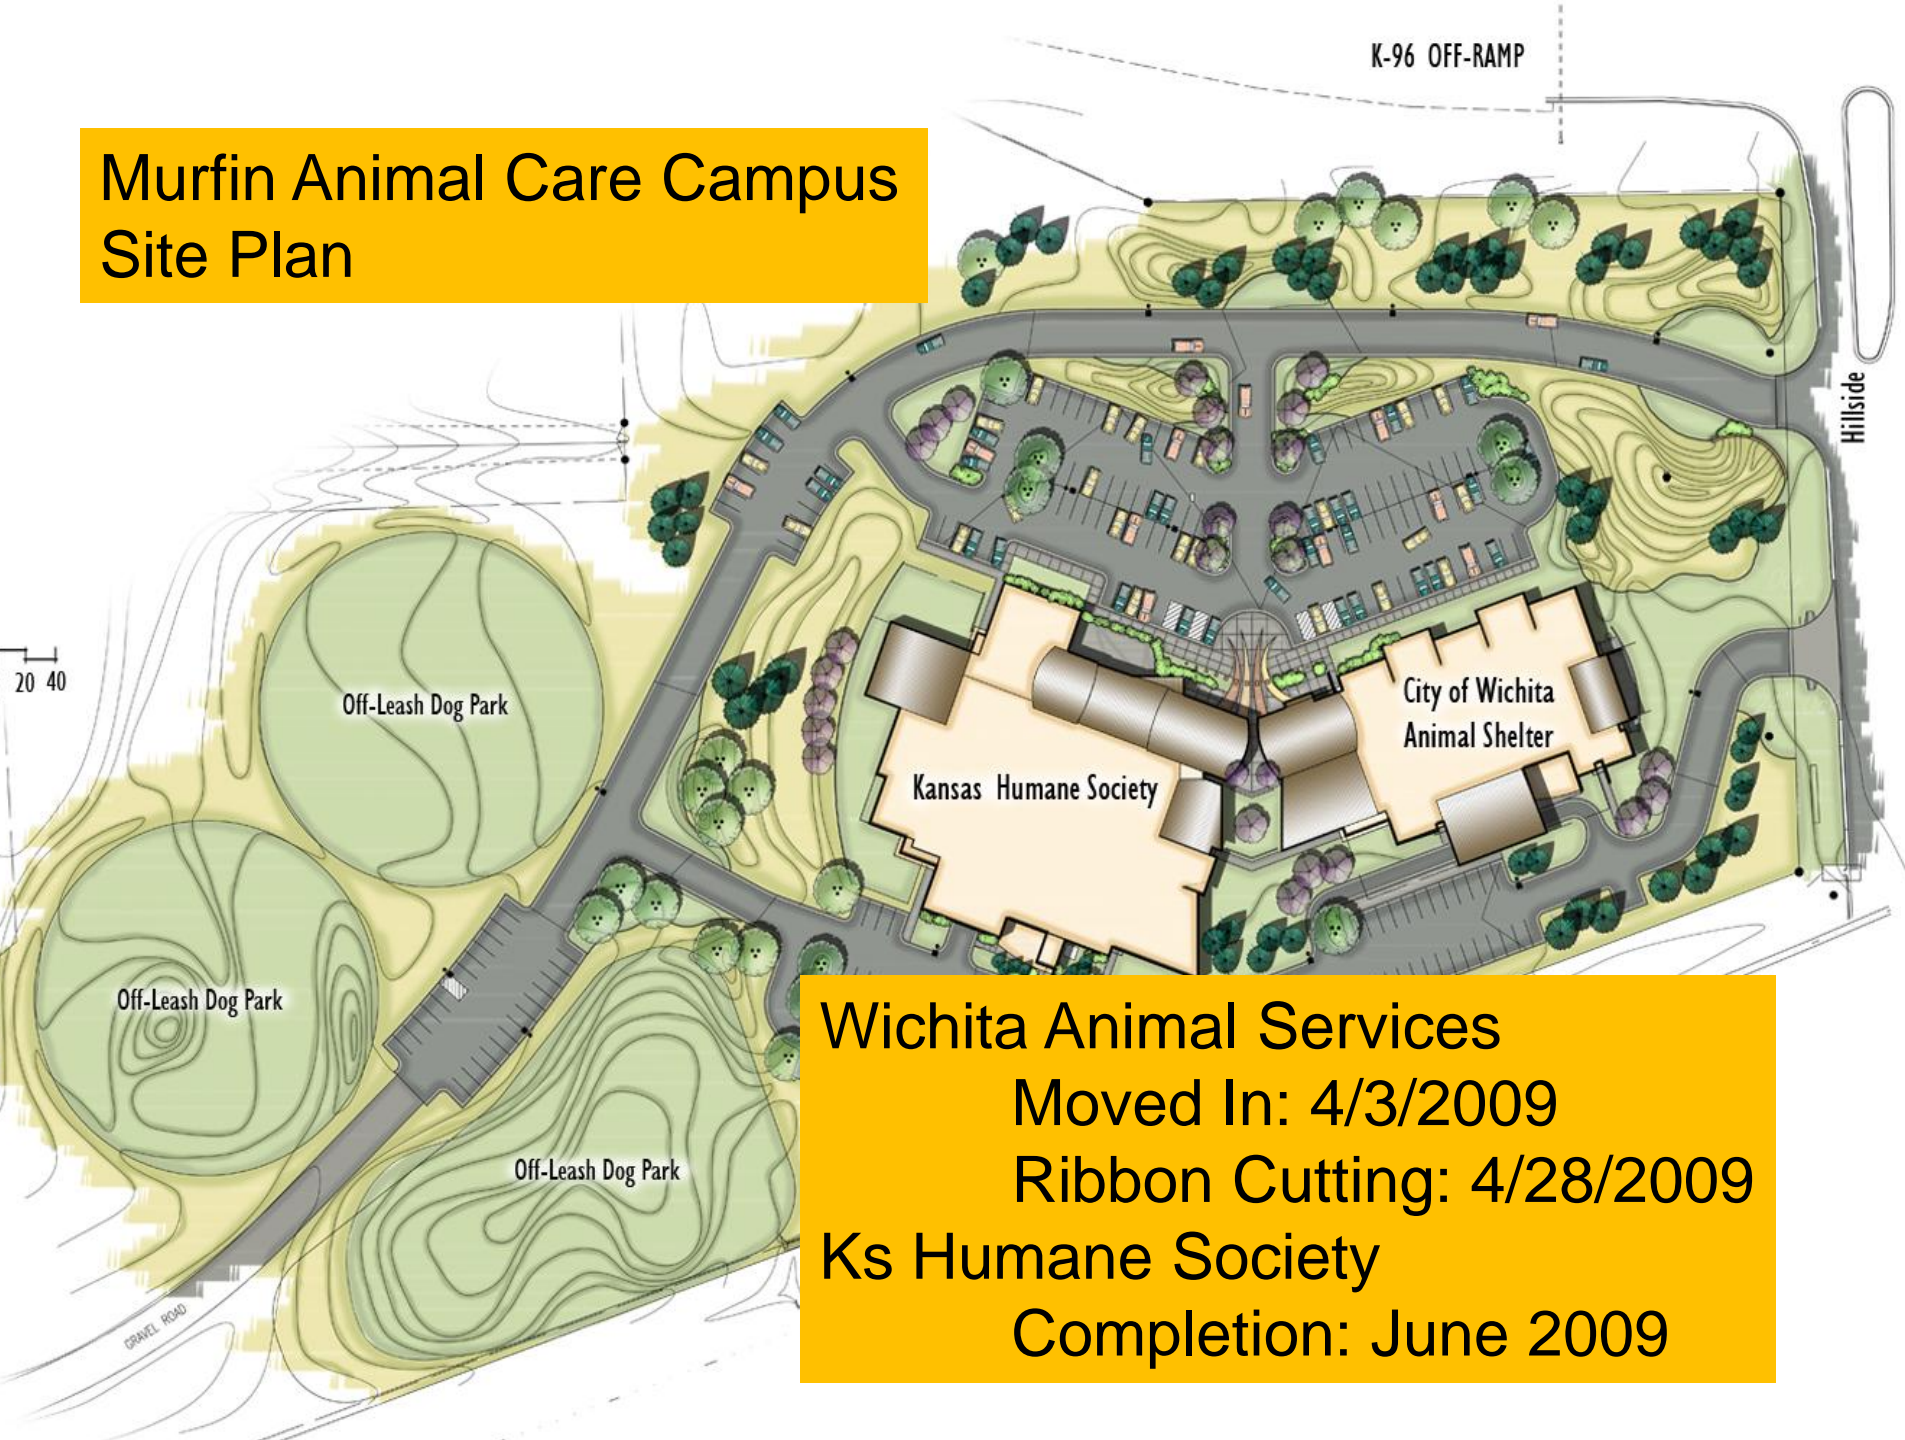 K-96 OFF-RAMP
Murfin Animal Care Campus
Site Plan
Hillside
20 40
Off-Leash Dog Park
City of Wichita
Animal Shelter
Kansas Humane Society
Off-Leash Dog Park
Off-Leash Dog Park
Wichita Animal Services
Moved In: 4/3/2009
Ribbon Cutting: 4/28/2009
Ks Humane Society
Completion: June 2009
GRAVEL ROAD